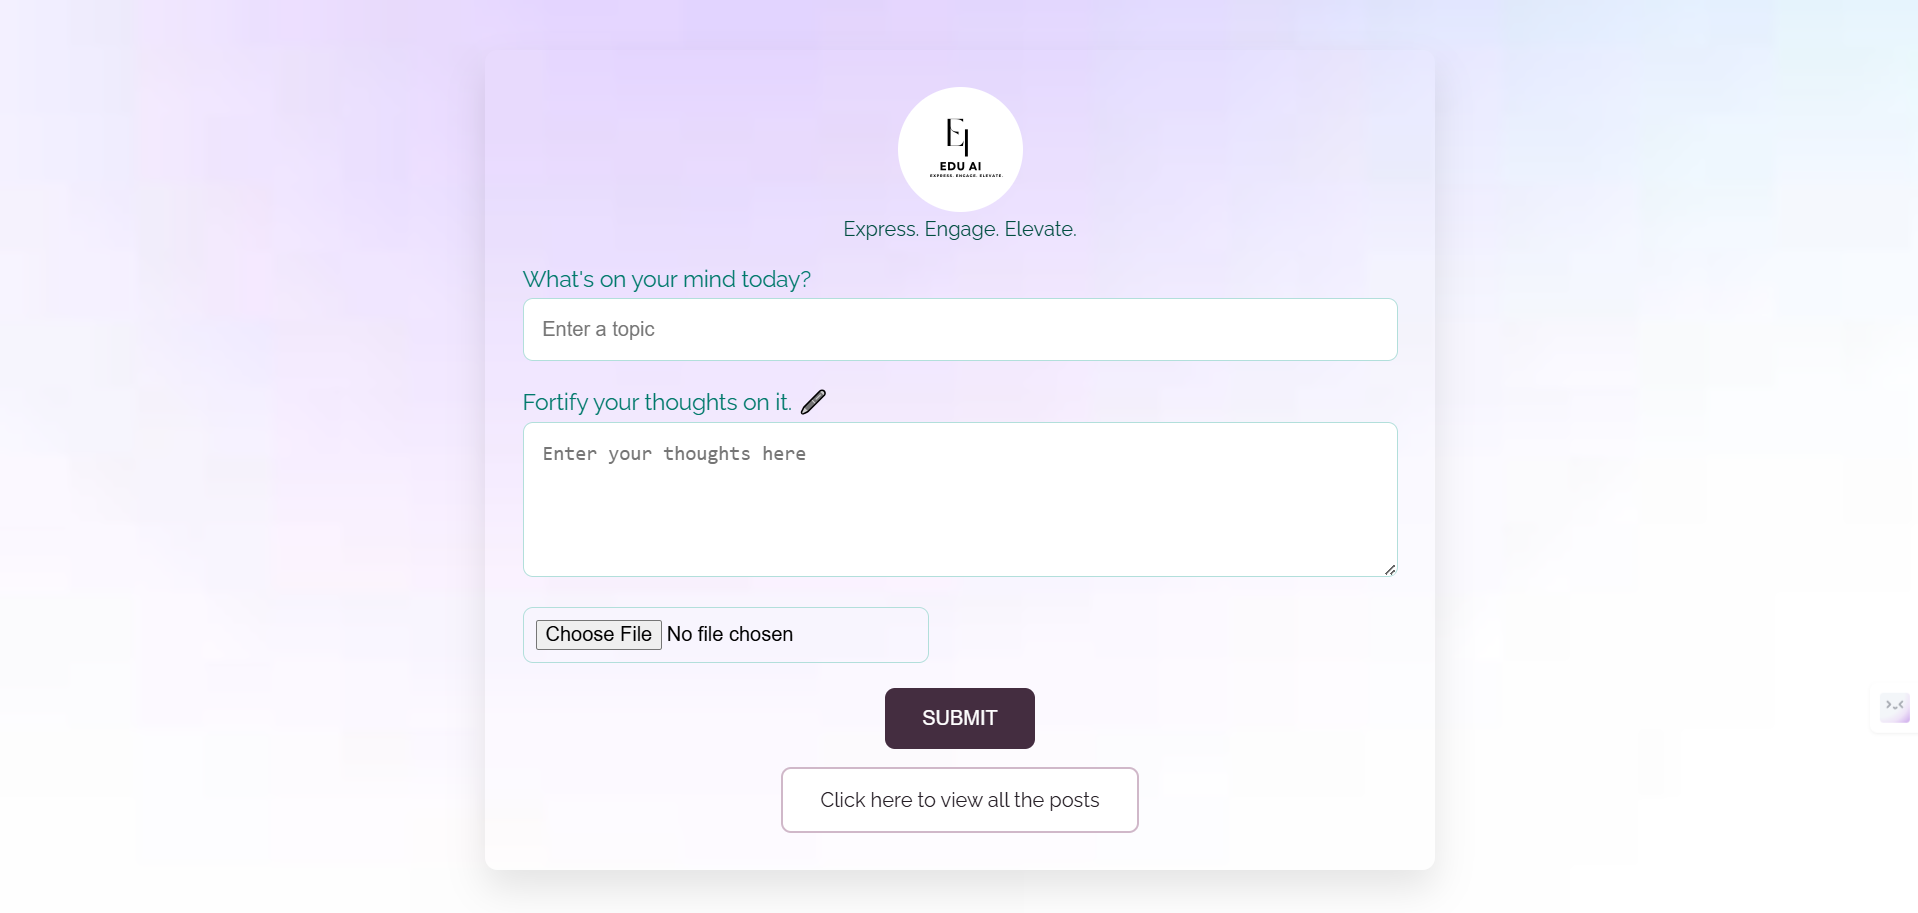 EI
EDU AI
EXPRESS. ENGAGE. ELEVATE.
Express. Engage. Elevate.
What's on your mind today?
Enter a topic
Fortify your thoughts on it.
Enter your thoughts here
Choose File No file chosen
SUBMIT
Click here to view all the posts